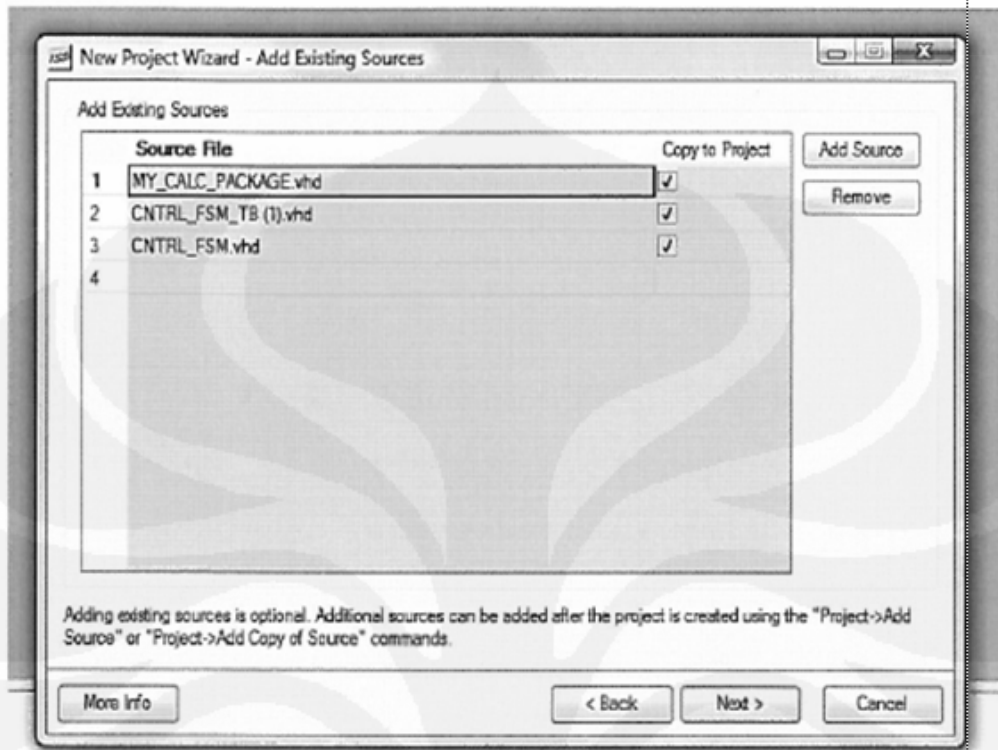 ISE New Project Wizard - Add Existing Sources
Add Existing Sources
Source File Copy to Project
1 MY_CALC_PACKAGE.vhd
2 CNTRL_FSM_TB (1).vhd
3 CNTRL_FSM.vhd
4
Add Source
Remove
Adding existing sources is optional. Additional sources can be added after the project is created using the "Project->Add
Source" or "Project->Add Copy of Source" commands.
More Info < Back Next > Cancel